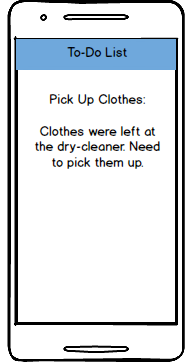 To-Do List
Pick Up Clothes:
Clothes were left at
the dry-cleaner. Need
to pick them up.